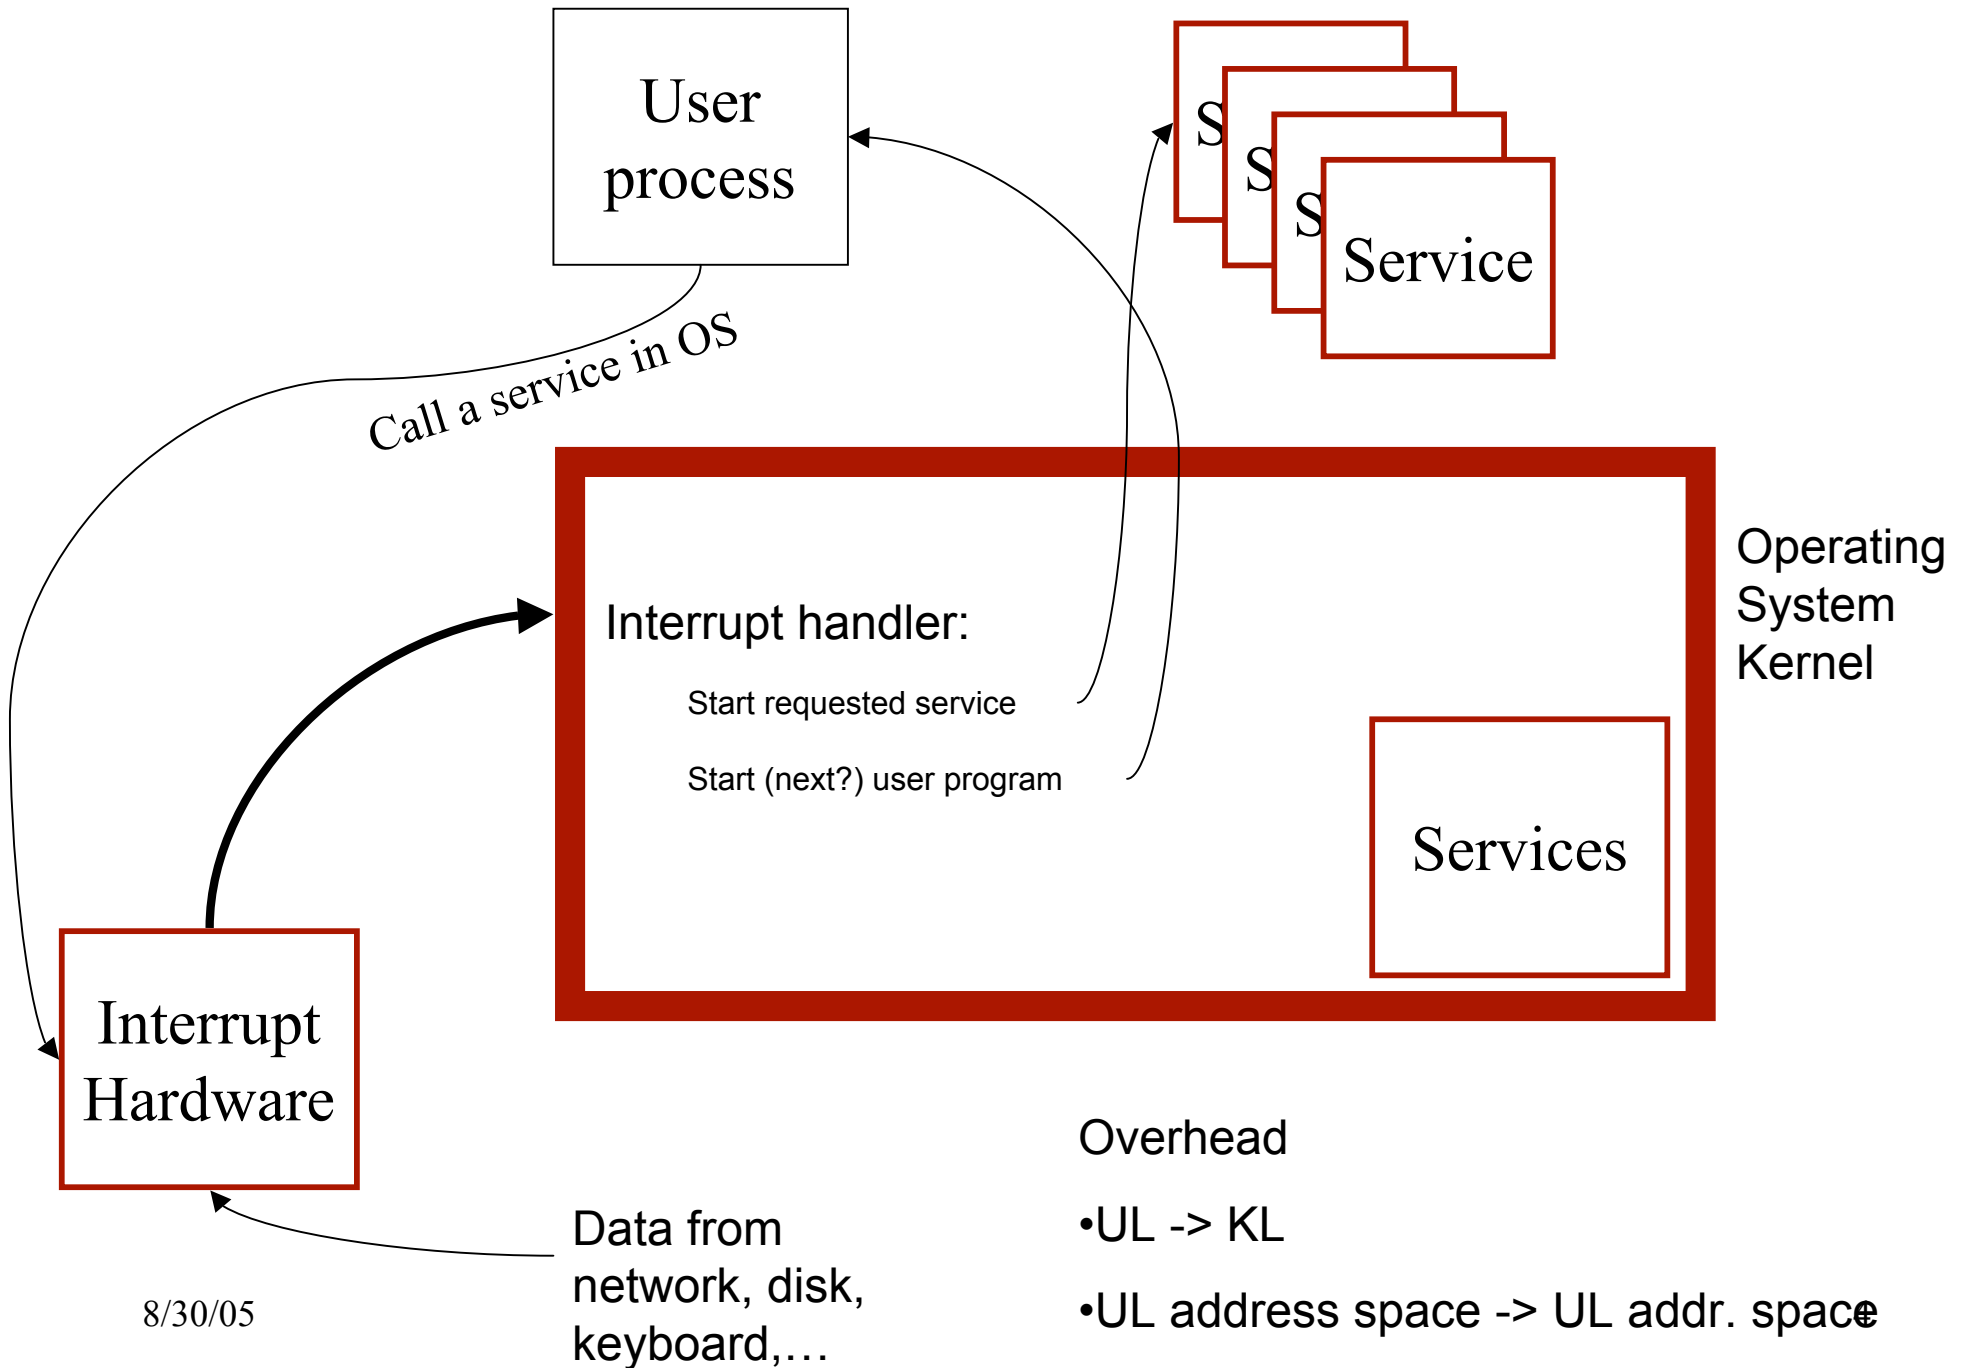 User
process
S
S
S
Service
Call a service in OS
Operating
System
Kernel
Interrupt handler:
Start requested service
Start (next?) user program
Services
Interrupt
Hardware
Overhead
•UL -> KL
•UL address space -> UL addr. space
Data from
network, disk,
keyboard,…
8/30/05